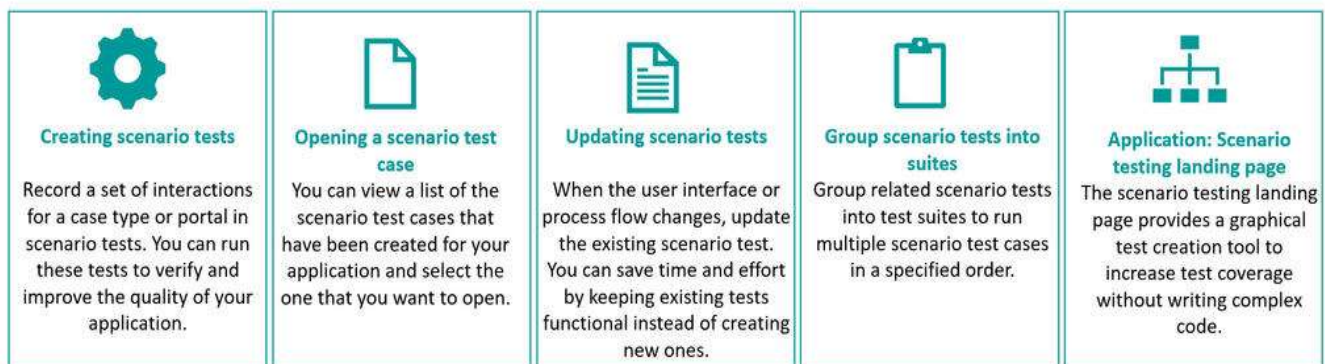 Creating scenario tests
Record a set of interactions
for a case type or portal in
scenario tests. You can run
these tests to verify and
improve the quality of your
application.
Opening a scenario test
case
You can view a list of the
scenario test cases that
have been created for your
application and select the
one that you want to open.
Updating scenario tests
When the user interface or
process flow changes, update
the existing scenario test.
You can save time and effort
by keeping existing tests
functional instead of creating
new ones.
Group scenario tests into
suites
Group related scenario tests
into test suites to run
multiple scenario test cases
in a specified order.
Application: Scenario
testing landing page
The scenario testing landing
page provides a graphical
test creation tool to
increase test coverage
without writing complex
code.